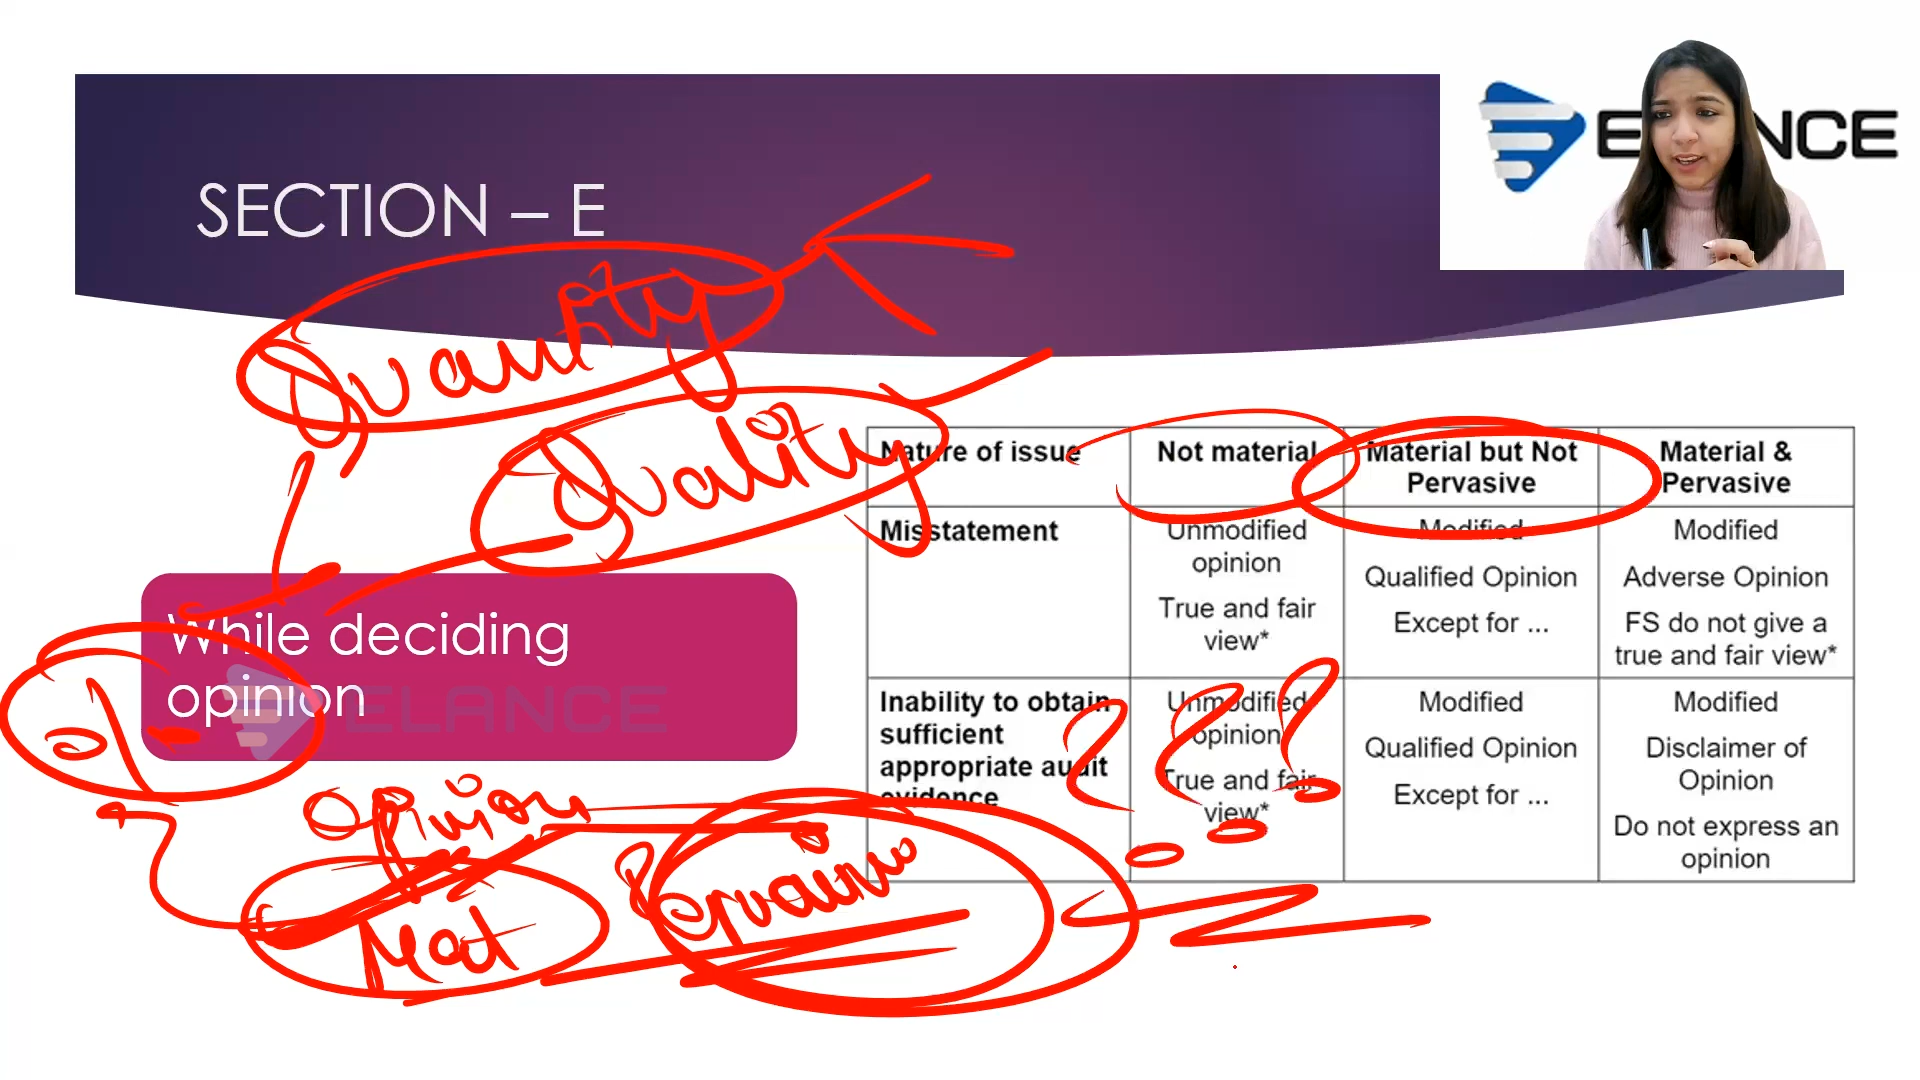 ELANCE
SECTION – E
Quantity
Quality
While deciding
opinion
ELANCE
Opinion
Mat
Pervasive
Nature of issue
Not material
Material but Not
Pervasive
Material &
Pervasive
Misstatement
Unmodified
opinion
True and fair
view*
Modified
Qualified Opinion
Except for ...
Modified
Adverse Opinion
FS do not give a
true and fair view*
Inability to obtain
sufficient
appropriate audit
evidence
Unmodified
opinion
True and fair
view*
Modified
Qualified Opinion
Except for ...
Modified
Disclaimer of
Opinion
Do not express an
opinion
???